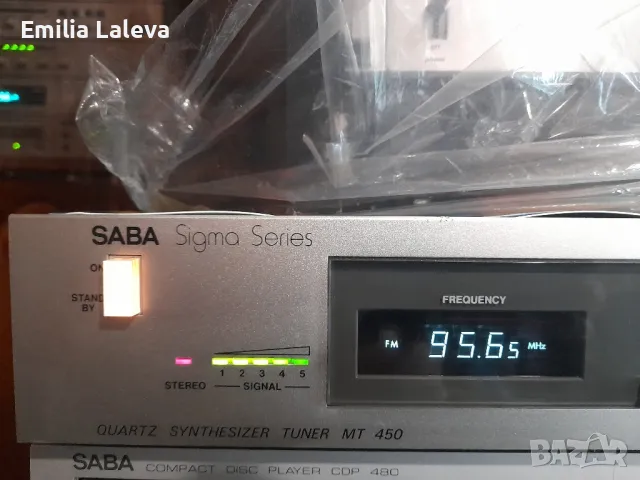 Emilia Laleva
SABA Sigma Series
ON
STAND BY
FREQUENCY
FM 95.65 MHz
1 2 3 4 5
STEREO SIGNAL
QUARTZ SYNTHESIZER TUNER MT 450
SABA COMPACT DISC PLAYER CDP 480
BAZAR